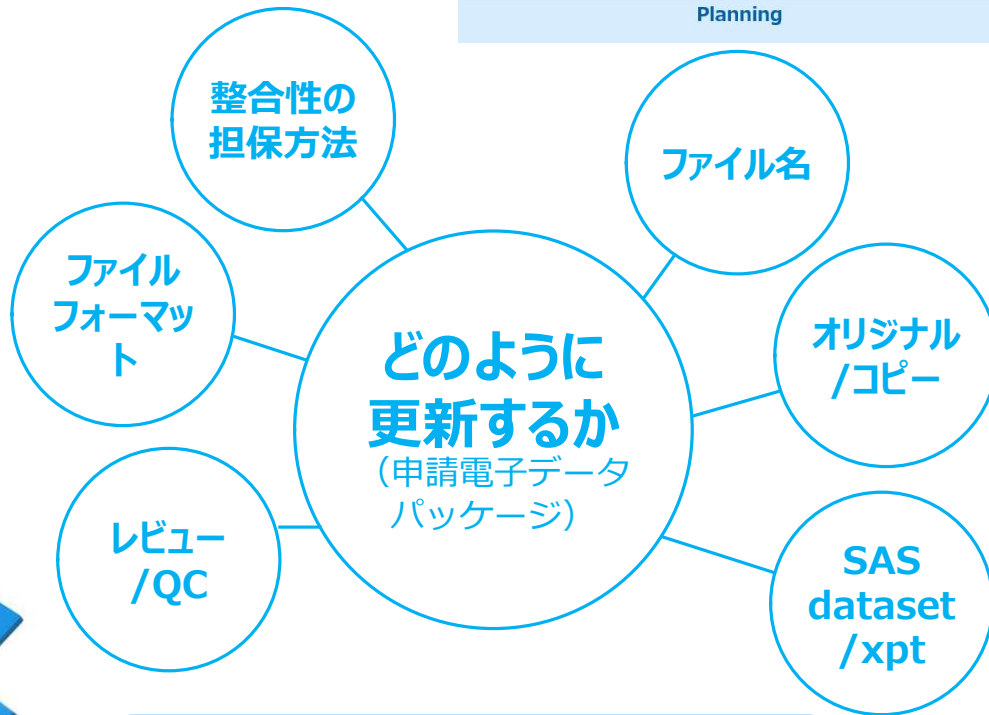 Planning
整合性の
担保方法
ファイル名
ファイル
フォーマッ
ト
オリジナル
/コピー
どのように
更新するか
（申請電子データ
パッケージ）
レビュー
/QC
SAS
dataset
/xpt